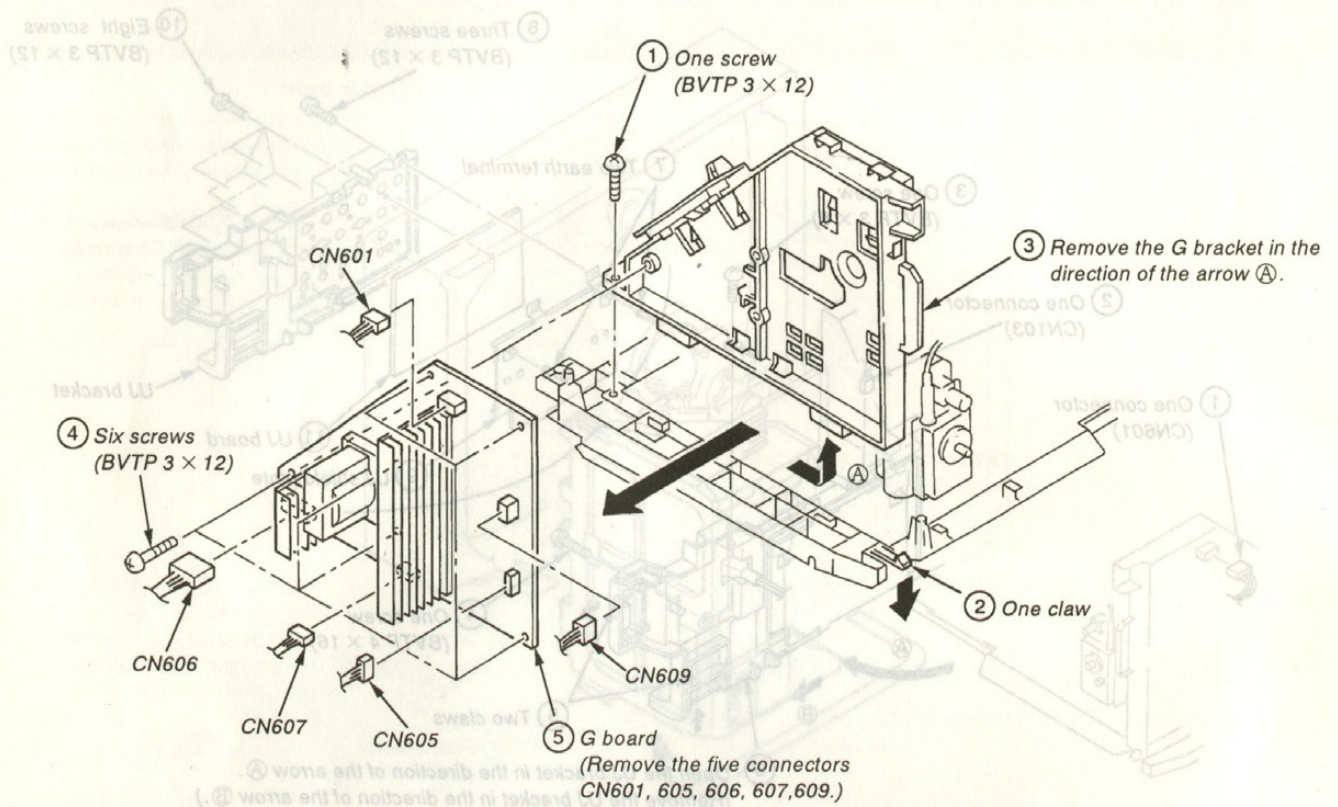 ① One screw
(BVTP 3 × 12)
CN601
③ Remove the G bracket in the
direction of the arrow Ⓐ.
④ Six screws
(BVTP 3 × 12)
Ⓐ
② One claw
CN606
CN609
CN607
CN605
⑤ G board
(Remove the five connectors
CN601, 605, 606, 607,609.)